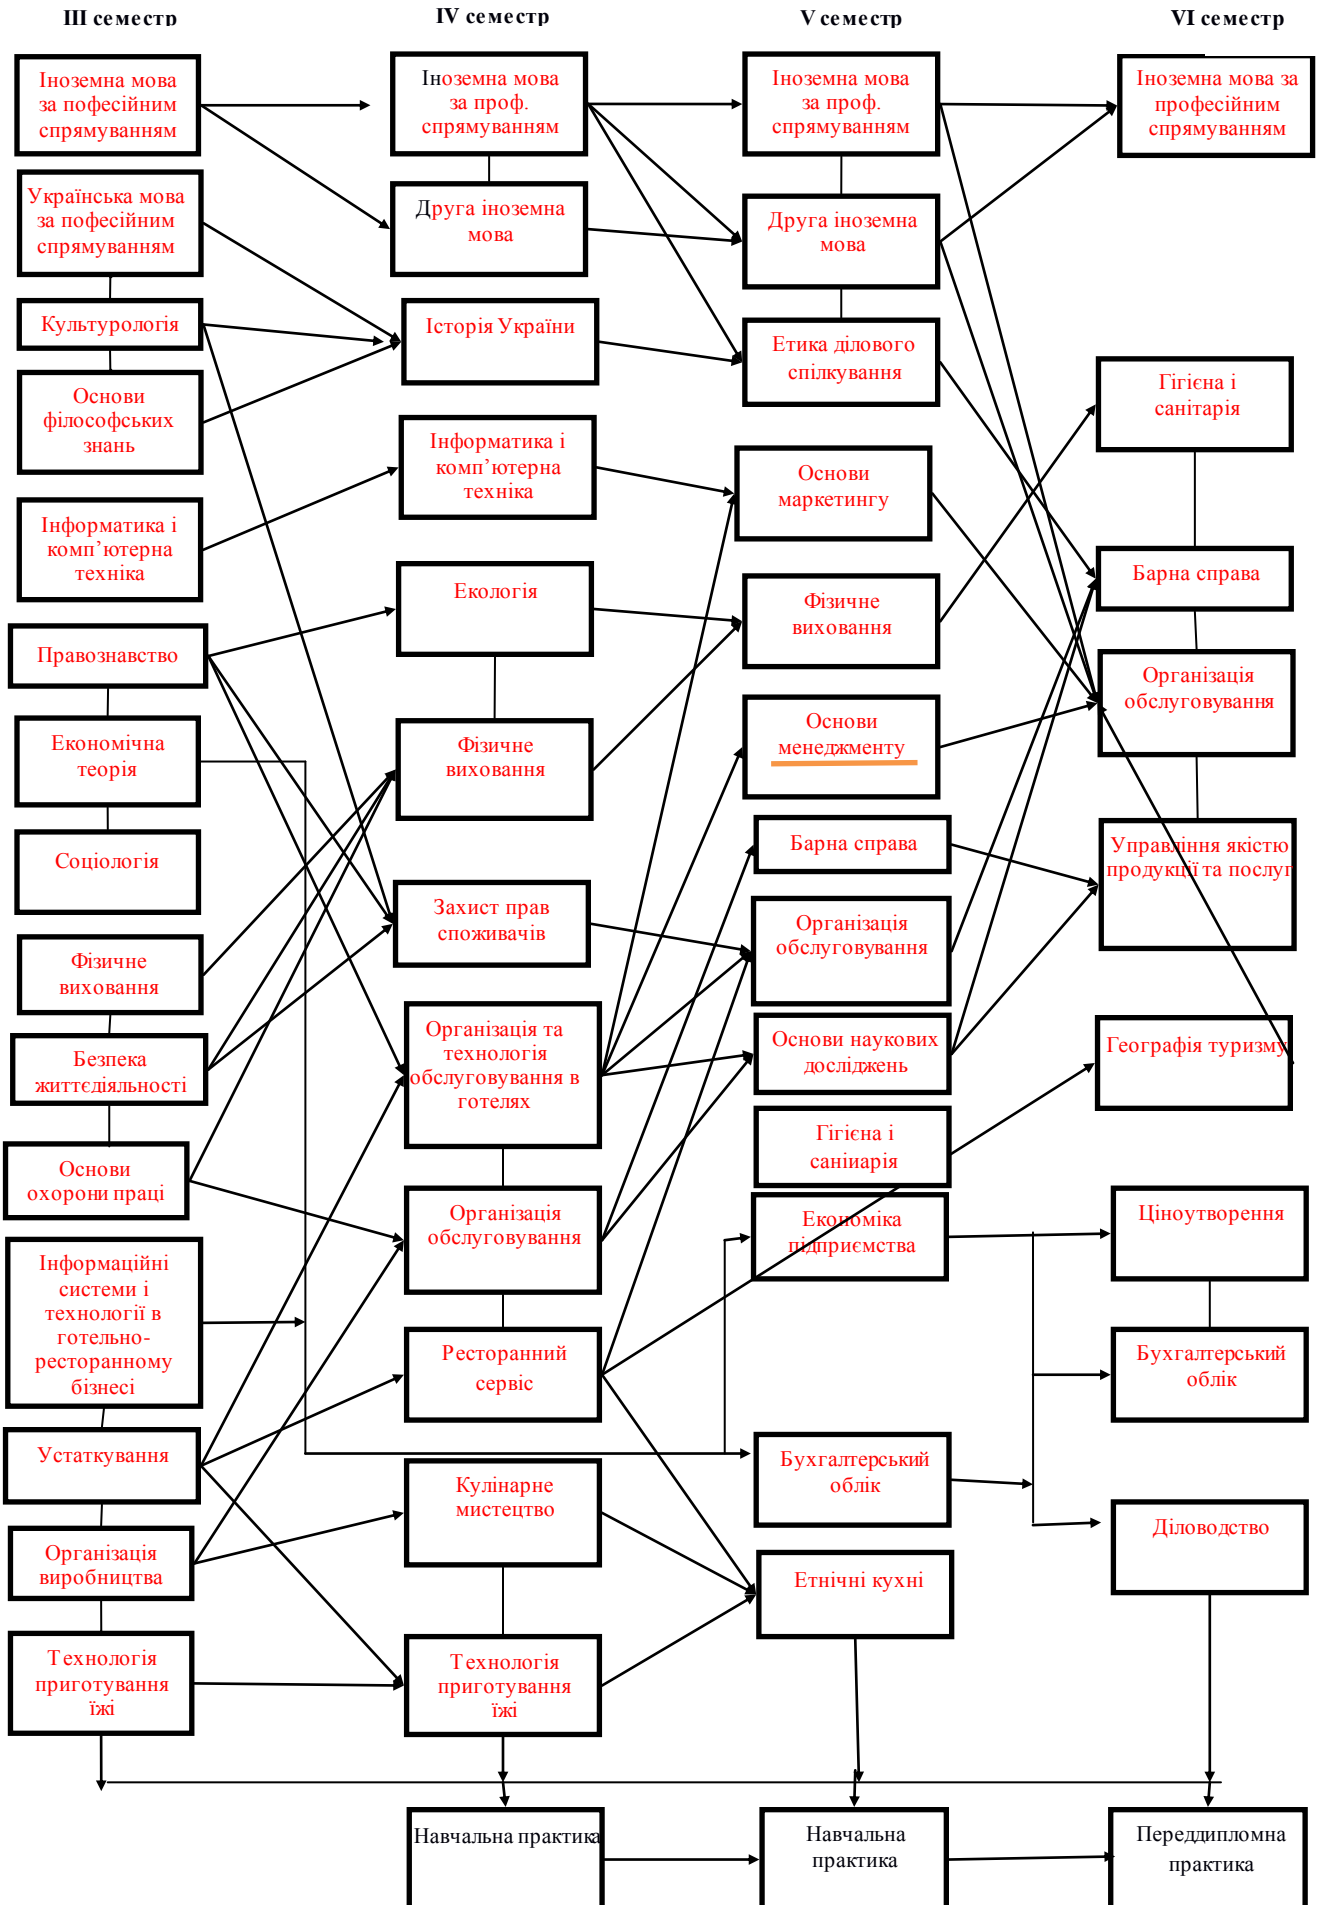 III семестр
IV семестр
V семестр
VI семестр
Іноземна мова
за пофесійним
спрямуванням
Українська мова
за пофесійним
спрямуванням
Культурологія
Основи
філософських
знань
Інформатика і
комп’ютерна
техніка
Правознавство
Економічна
теорія
Соціологія
Фізичне
виховання
Безпека
життєдіяльності
Основи
охорони праці
Інформаційні
системи і
технології в
готельно-
ресторанному
бізнесі
Устаткування
Організація
виробництва
Технологія
приготування
їжі
Іноземна мова
за проф.
спрямуванням
Друга іноземна
мова
Історія України
Інформатика і
комп’ютерна
техніка
Екологія
Фізичне
виховання
Захист прав
споживачів
Організація та
технологія
обслуговування в
готелях
Організація
обслуговування
Ресторанний
сервіс
Кулінарне
мистецтво
Технологія
приготування
їжі
Навчальна практика
Іноземна мова
за проф.
спрямуванням
Друга іноземна
мова
Етика ділового
спілкування
Основи
маркетингу
Фізичне
виховання
Основи
менеджменту
Барна справа
Організація
обслуговування
Основи наукових
досліджень
Гігієна і
саніиарія
Економіка
підприємства
Бухгалтерський
облік
Етнічні кухні
Навчальна
практика
Іноземна мова за
професійним
спрямуванням
Гігієна і
санітарія
Барна справа
Організація
обслуговування
Управління якістю
продукції та послуг
Географія туризму
Ціноутворення
Бухгалтерський
облік
Діловодство
Переддипломна
практика